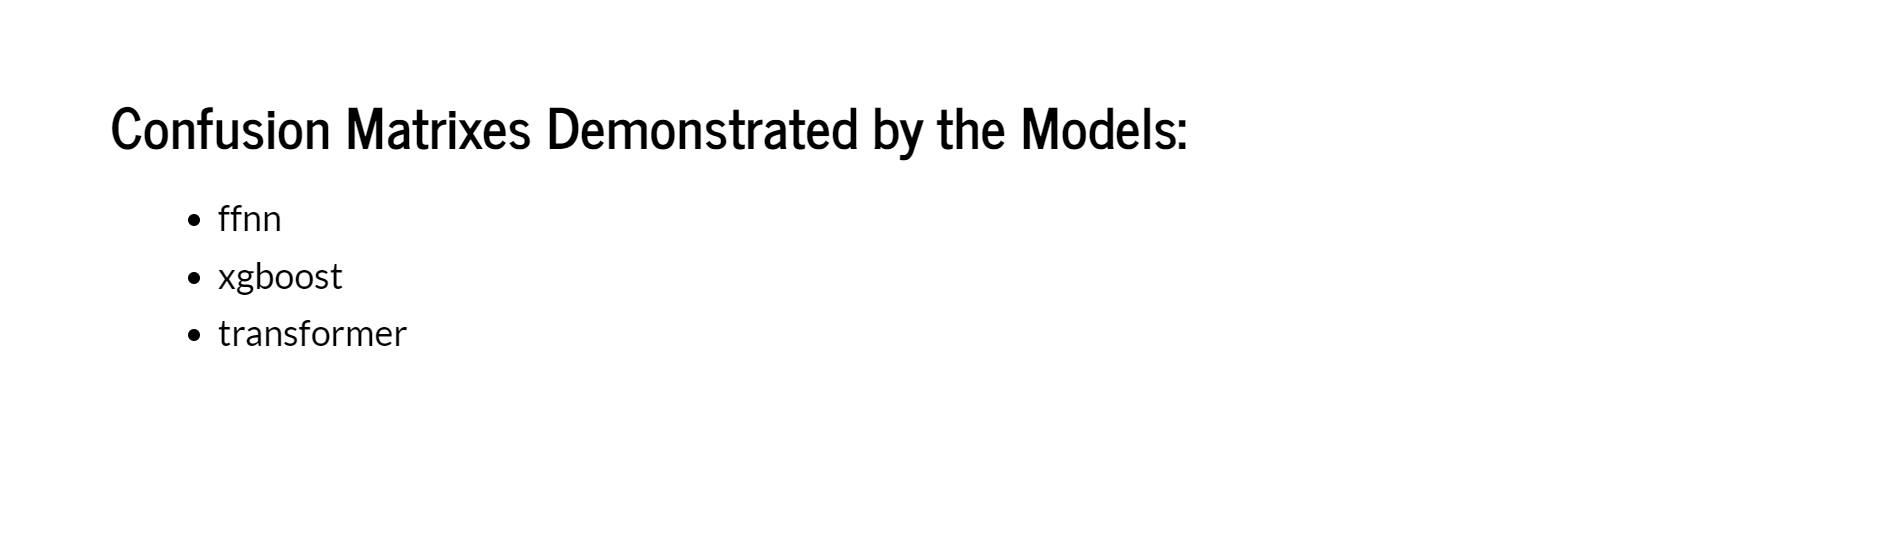 Confusion Matrixes Demonstrated by the Models:
• ffnn
• xgboost
• transformer